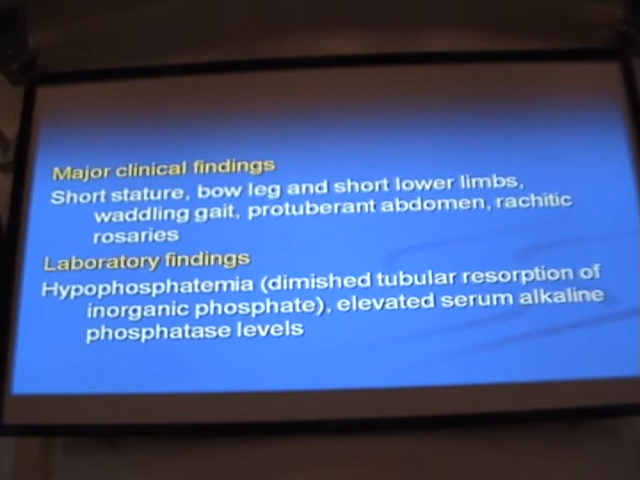 Major clinical findings
Short stature, bow leg and short lower limbs,
waddling gait, protuberant abdomen, rachitic
rosaries
Laboratory findings
Hypophosphatemia (dimished tubular resorption of
inorganic phosphate), elevated serum alkaline
phosphatase levels